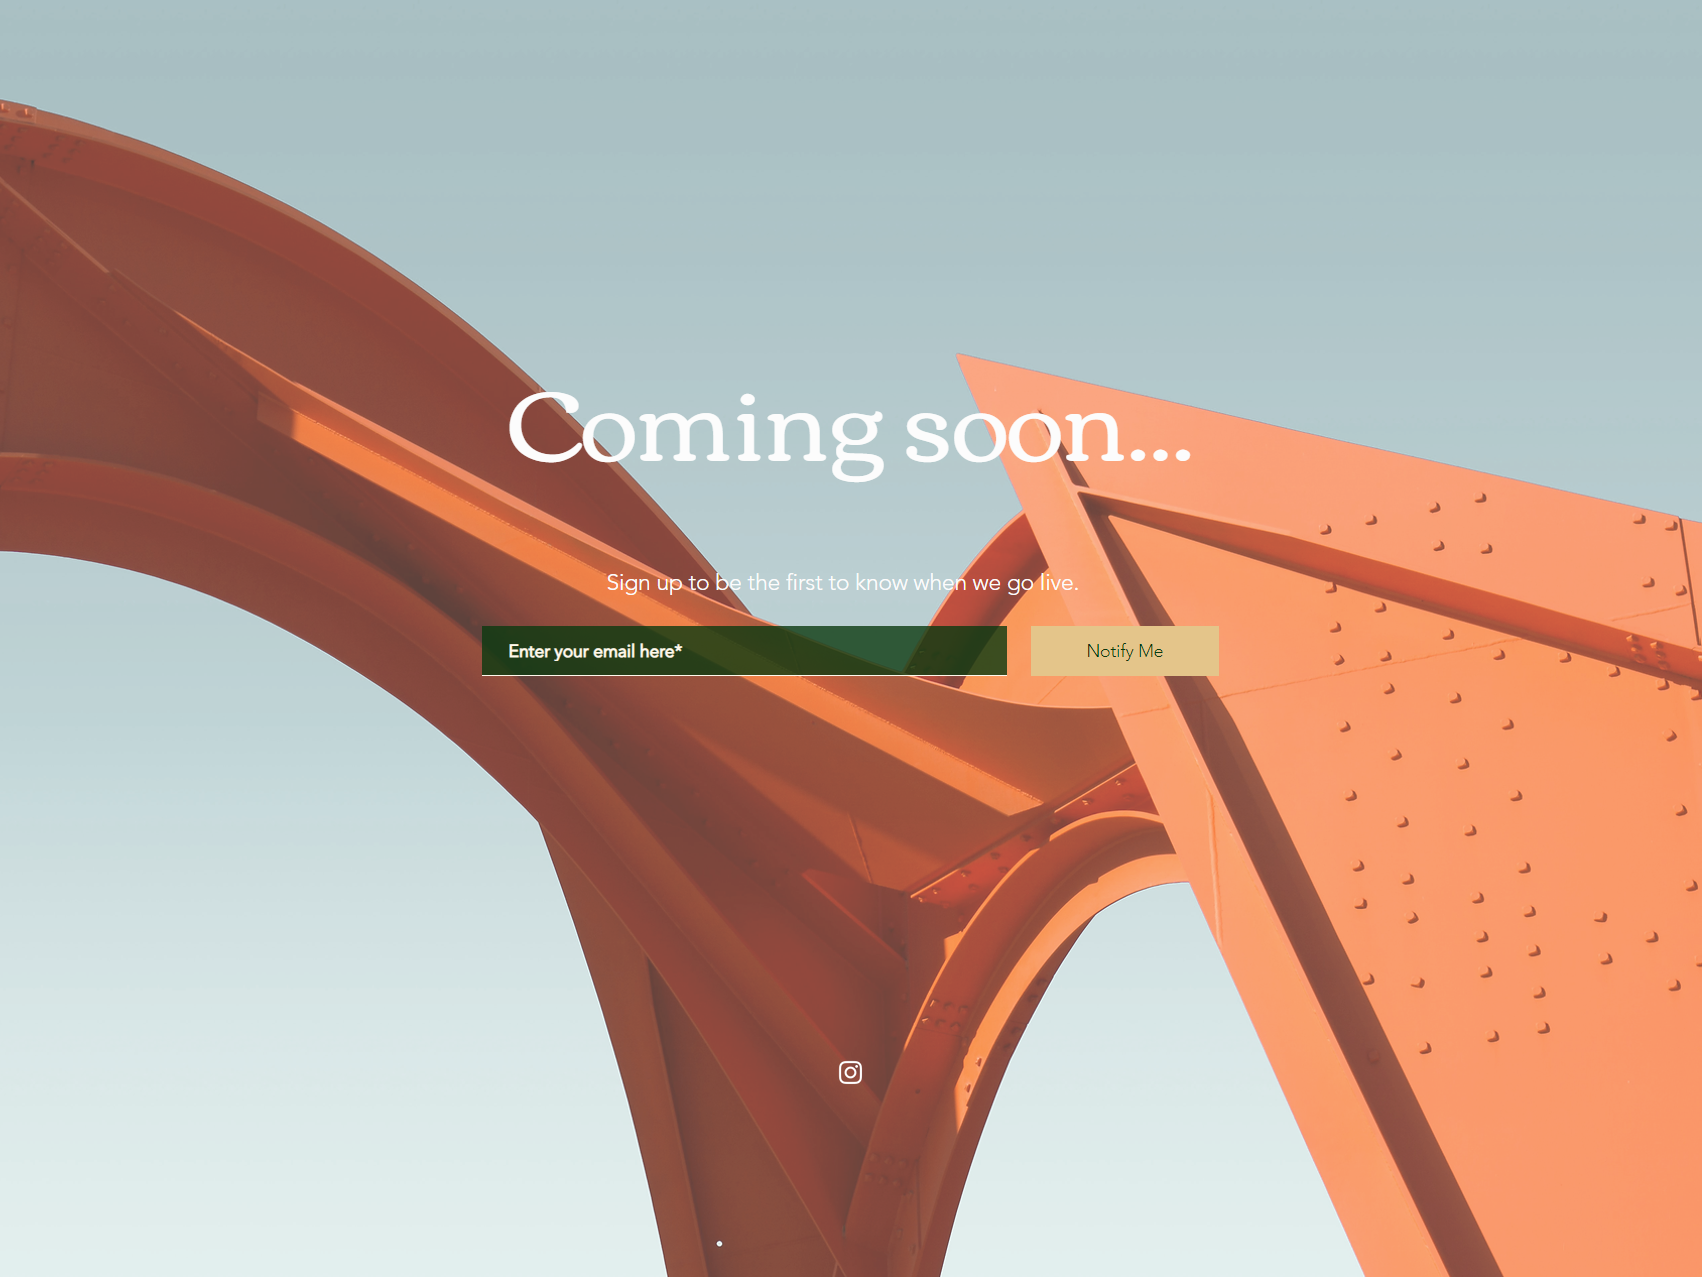 Coming soon...
Sign up to be the first to know when we go live.
Enter your email here*
Notify Me